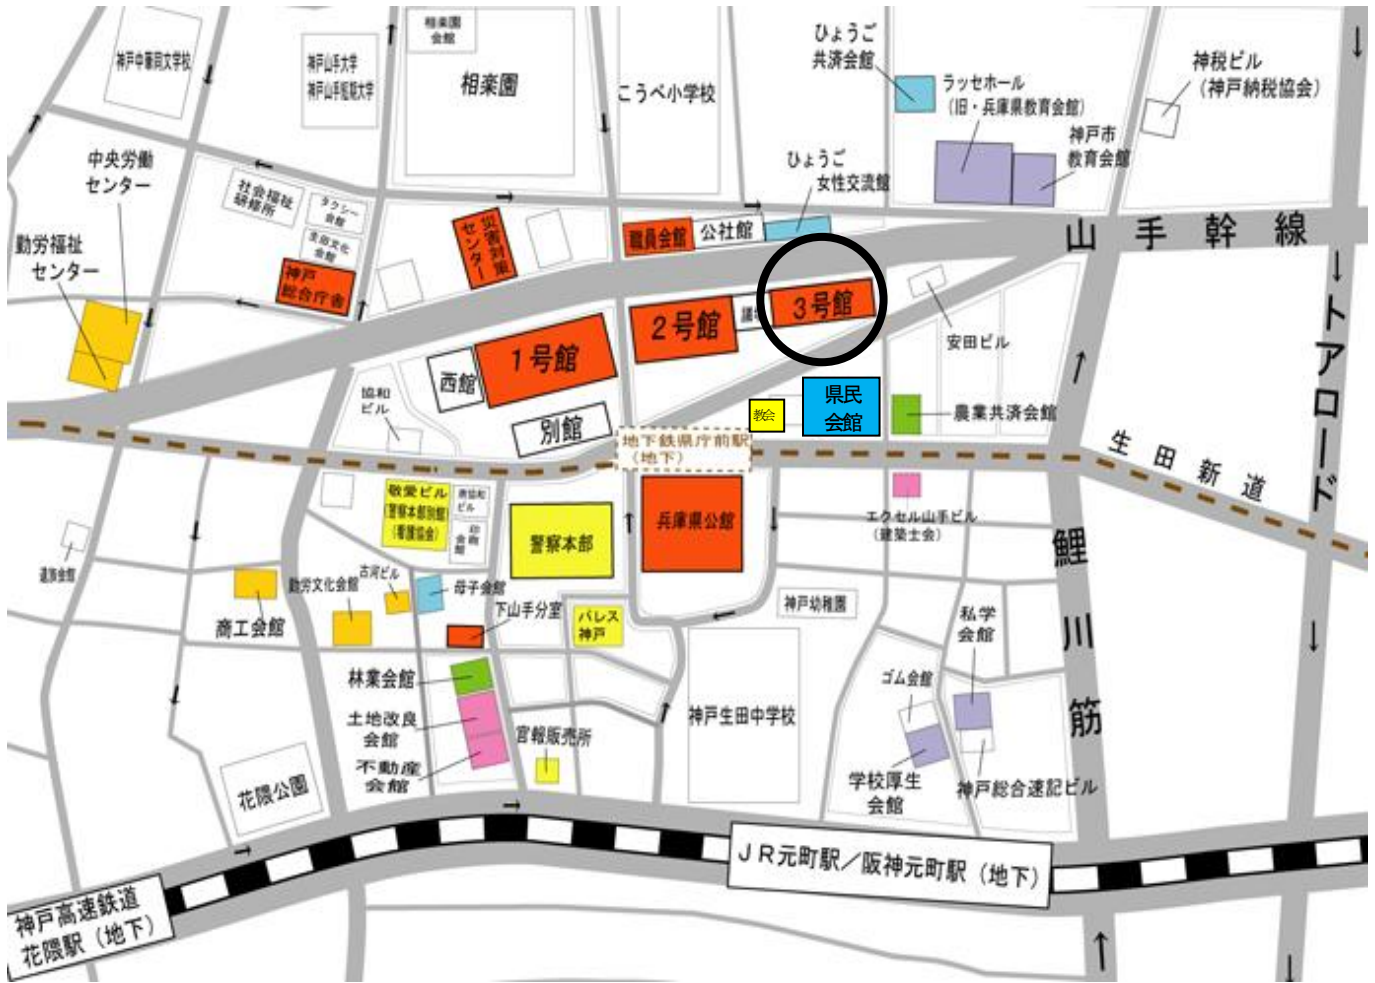 相楽園
会館
神戸中華同文学校
神戸山手大学
神戸山手短期大学
相楽園
こうべ小学校
ひょうご
共済会館
ラッセホール
(旧・兵庫県教育会館)
神戸市
教育会館
神税ビル
(神戸納税協会)
中央労働
センター
勤労福祉
センター
社会福祉
研修所
タクシー
会館
生田文化
会館
神戸
総合庁舎
災害対策
センター
職員会館
公社館
ひょうご
女性交流館
山手幹線
トアロード
1号館
2号館
3号館
西館
別館
協和
ビル
安田ビル
教会
県民
会館
農業共済会館
地下鉄県庁前駅
(地下)
生田新道
敬愛ビル
(警察本部別館)
(看護協会)
警察本部
兵庫県公館
エクセル山手ビル
(建築士会)
鯉川筋
商工会館
勤労文化会館
古河ビル
母子会館
下山手分室
パレス
神戸
神戸幼稚園
私学
会館
ゴム会館
林業会館
土地改良
会館
不動産
会館
官報販売所
神戸生田中学校
学校厚生
会館
神戸総合速記ビル
花隈公園
JR元町駅/阪神元町駅(地下)
神戸高速鉄道
花隈駅(地下)